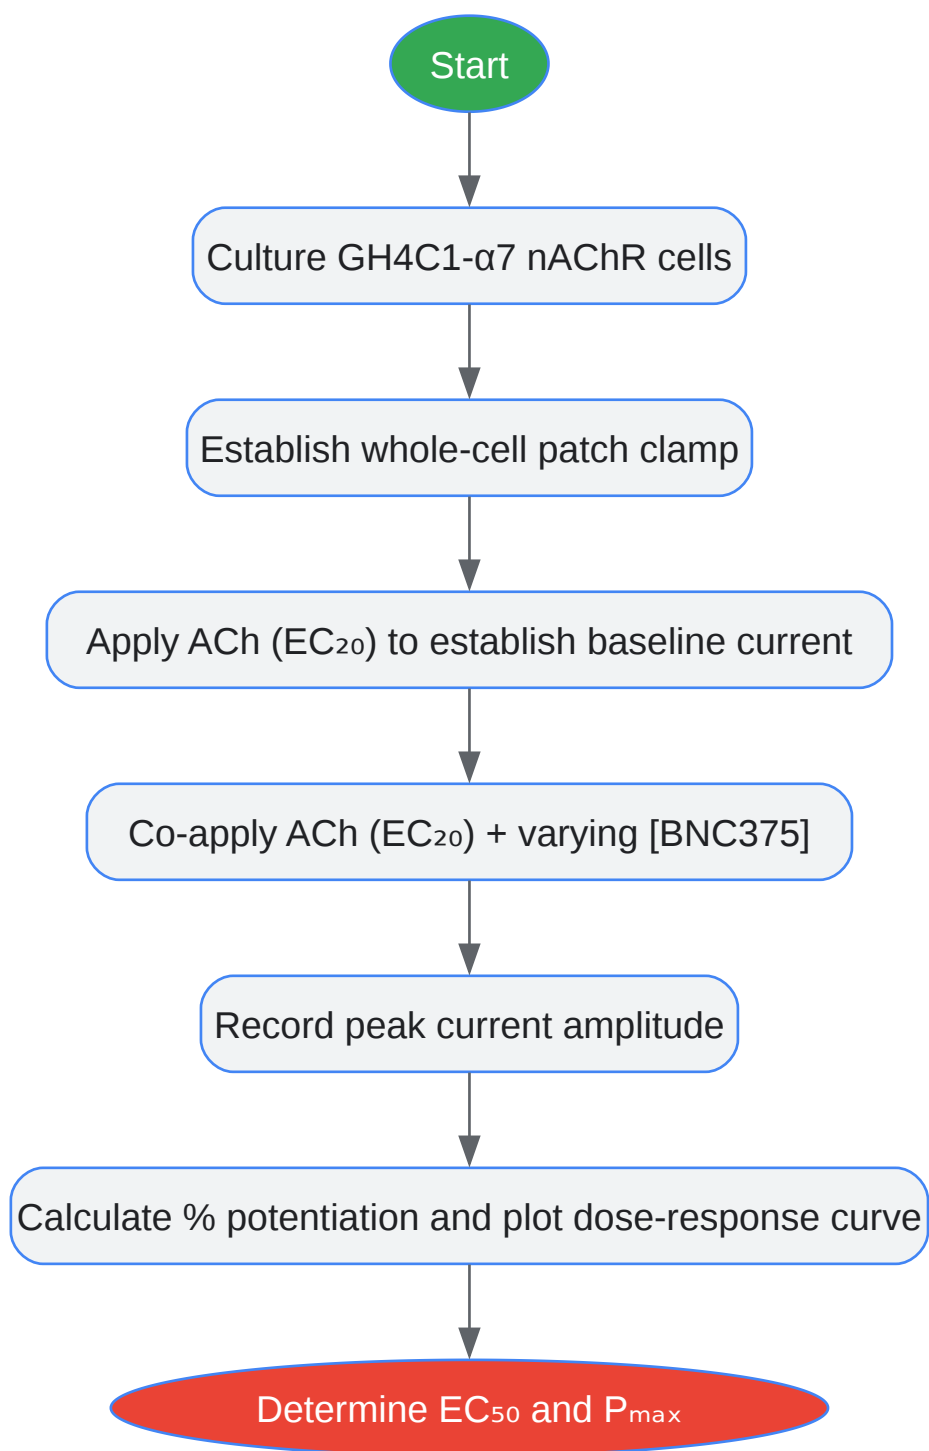 Start
Culture GH4C1-α7 nAChR cells
Establish whole-cell patch clamp
Apply ACh (EC₂₀) to establish baseline current
Co-apply ACh (EC₂₀) + varying [BNC375]
Record peak current amplitude
Calculate % potentiation and plot dose-response curve
Determine EC₅₀ and Pₘₐₓ